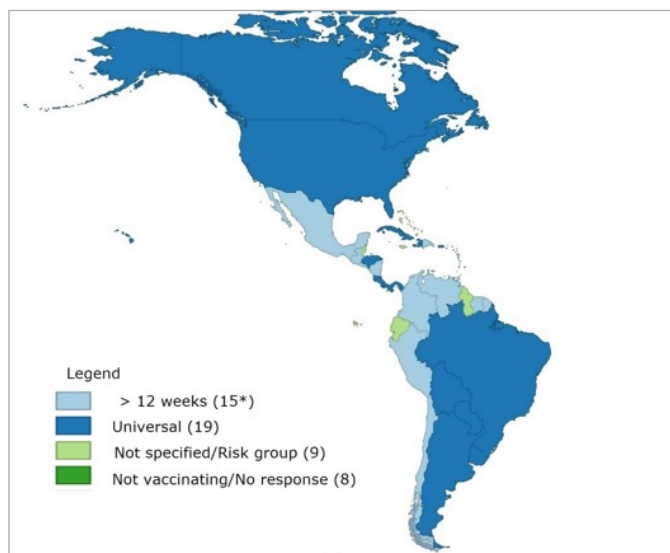 Legend
> 12 weeks (15*)
Universal (19)
Not specified/Risk group (9)
Not vaccinating/No response (8)